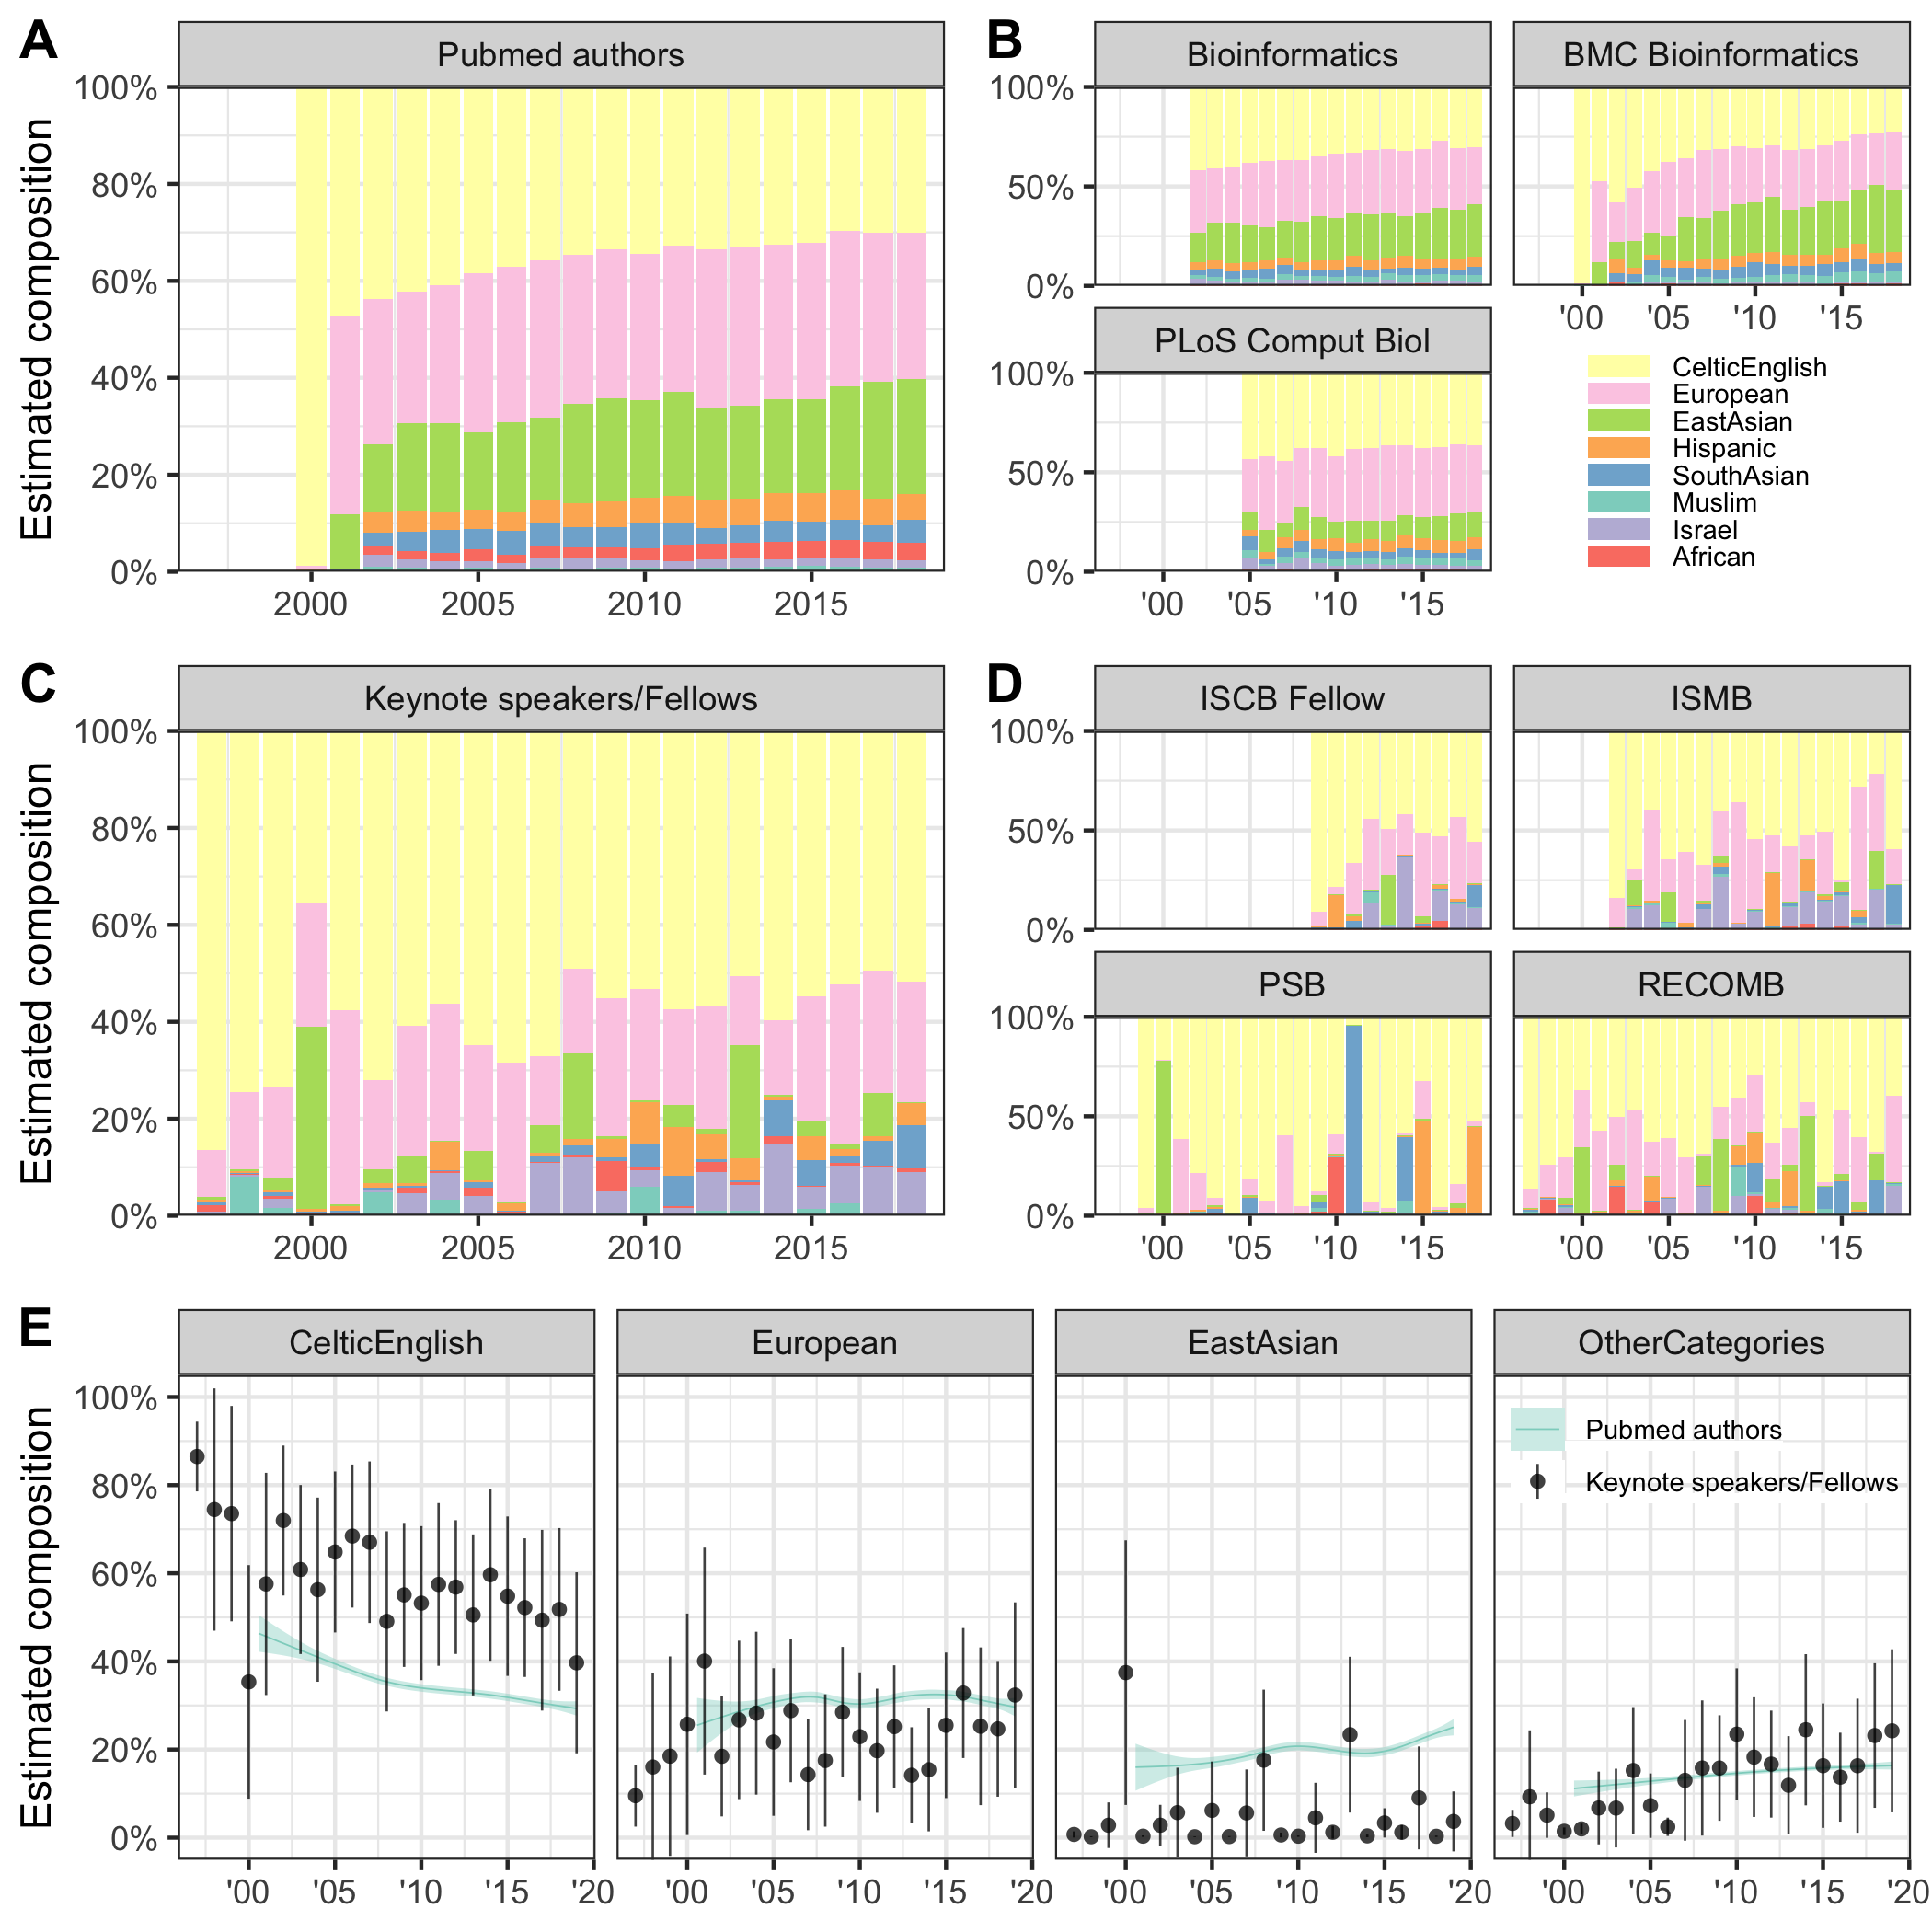 A
Pubmed authors
Estimated composition
100%
80%
60%
40%
20%
0%
2000 2005 2010 2015
B
Bioinformatics
BMC Bioinformatics
100%
50%
0%
'00 '05 '10 '15
PLoS Comput Biol
100%
50%
0%
'00 '05 '10 '15
CelticEnglish
European
EastAsian
Hispanic
SouthAsian
Muslim
Israel
African
C
Keynote speakers/Fellows
Estimated composition
100%
80%
60%
40%
20%
0%
2000 2005 2010 2015
D
ISCB Fellow
ISMB
100%
50%
0%
PSB
RECOMB
100%
50%
0%
'00 '05 '10 '15
'00 '05 '10 '15
E
CelticEnglish
European
EastAsian
OtherCategories
Estimated composition
100%
80%
60%
40%
20%
0%
Pubmed authors
Keynote speakers/Fellows
'00 '05 '10 '15 '20
'00 '05 '10 '15 '20
'00 '05 '10 '15 '20
'00 '05 '10 '15 '20